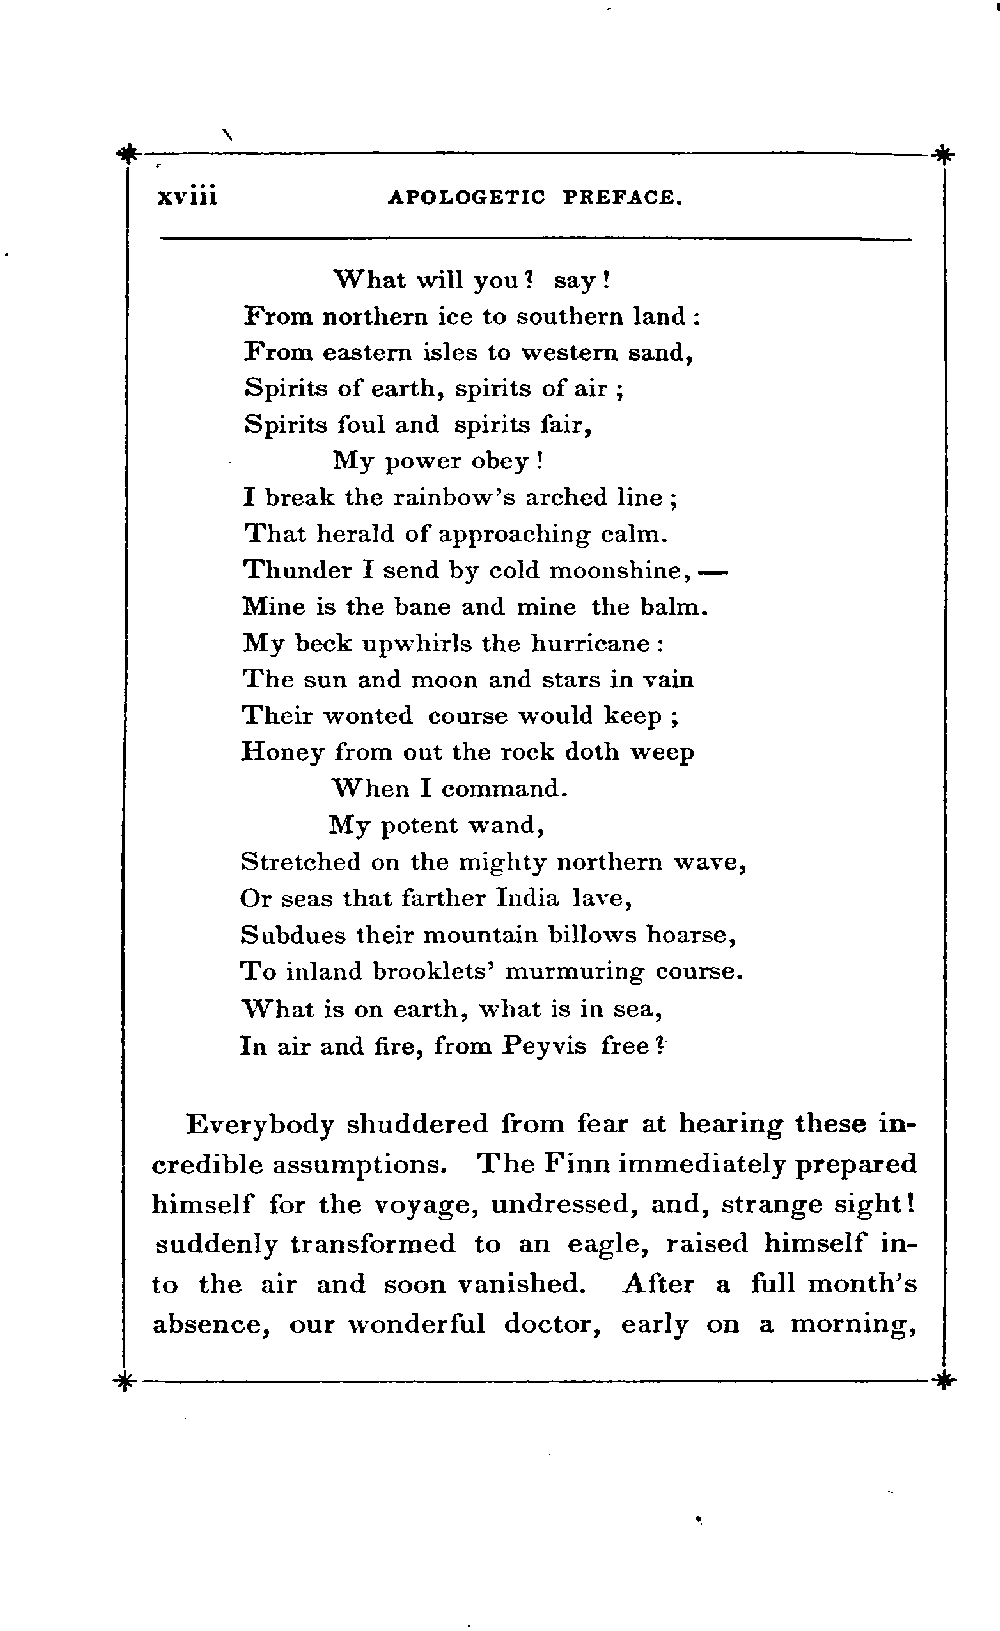 xviii APOLOGETIC PREFACE.
What will you? say!
From northern ice to southern land:
From eastern isles to western sand,
Spirits of earth, spirits of air;
Spirits foul and spirits fair,
My power obey!
I break the rainbow's arched line;
That herald of approaching calm.
Thunder I send by cold moonshine,—
Mine is the bane and mine the balm.
My beck upwhirls the hurricane:
The sun and moon and stars in vain
Their wonted course would keep;
Honey from out the rock doth weep
When I command.
My potent wand,
Stretched on the mighty northern wave,
Or seas that farther India lave,
Subdues their mountain billows hoarse,
To inland brooklets' murmuring course.
What is on earth, what is in sea,
In air and fire, from Peyvis free?
Everybody shuddered from fear at hearing these in-
credible assumptions. The Finn immediately prepared
himself for the voyage, undressed, and, strange sight!
suddenly transformed to an eagle, raised himself in-
to the air and soon vanished. After a full month's
absence, our wonderful doctor, early on a morning,